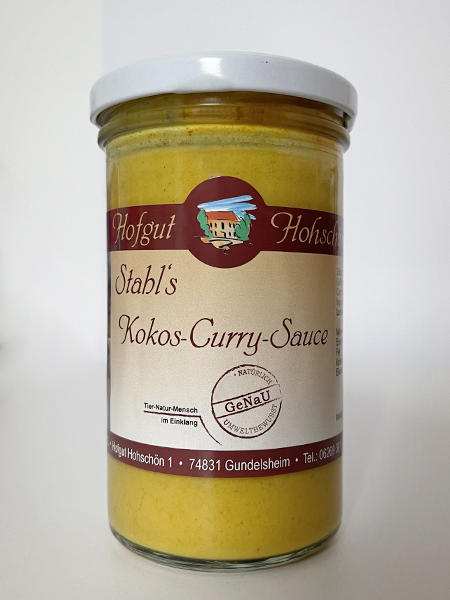 Hofgut Hohsch
Stahl's
Kokos-Curry-Sauce
• NATÜRLICH •
GeNaU
UMWELTBEWUSST
Tier-Natur-Mensch
im Einklang
• Hofgut Hohschön 1 • 74831 Gundelsheim • Tel.: 06269